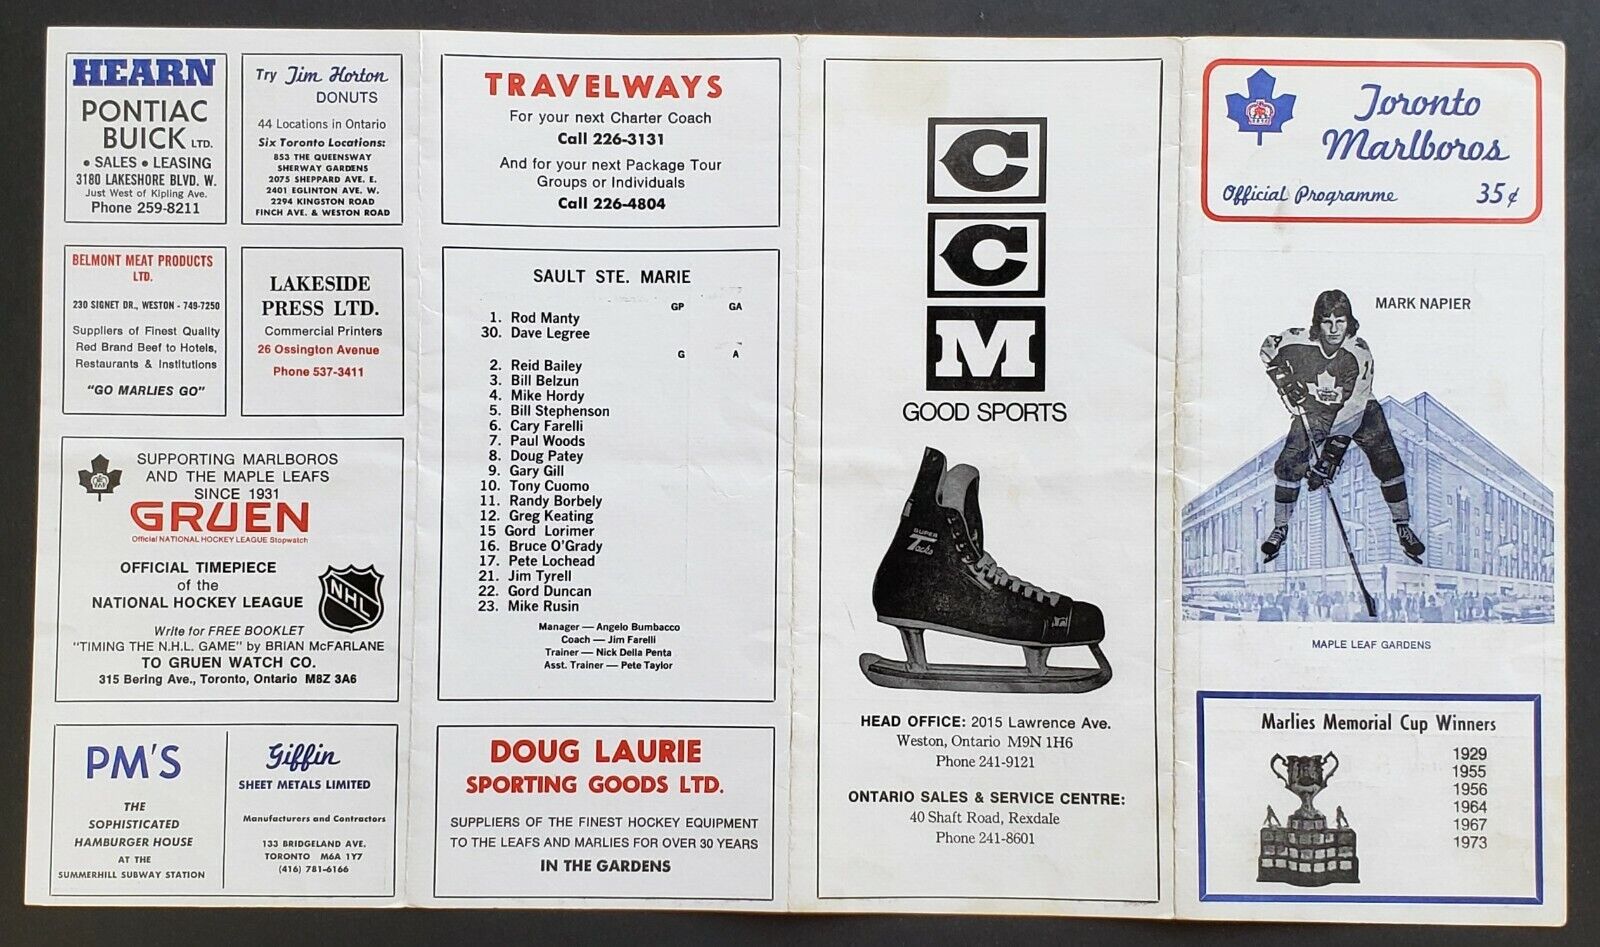 HEARN
PONTIAC
BUICK LTD.
• SALES • LEASING
3180 LAKESHORE BLVD. W.
Just West of Kipling Ave.
Phone 259-8211
Try Tim Horton
DONUTS
44 Locations in Ontario
Six Toronto Locations:
853 THE QUEENSWAY
SHERWAY GARDENS
2075 SHEPPARD AVE. E.
2401 EGLINTON AVE. W.
2294 KINGSTON ROAD
FINCH AVE. & WESTON ROAD
BELMONT MEAT PRODUCTS
LTD.
230 SIGNET DR., WESTON - 749-7250
Suppliers of Finest Quality
Red Brand Beef to Hotels,
Restaurants & Institutions
"GO MARLIES GO"
LAKESIDE
PRESS LTD.
Commercial Printers
26 Ossington Avenue
Phone 537-3411
SUPPORTING MARLBOROS
AND THE MAPLE LEAFS
SINCE 1931
GRUEN
Official NATIONAL HOCKEY LEAGUE Stopwatch
OFFICIAL TIMEPIECE
of the
NATIONAL HOCKEY LEAGUE
NHL
Write for FREE BOOKLET
"TIMING THE N.H.L. GAME" by BRIAN McFARLANE
TO GRUEN WATCH CO.
315 Bering Ave., Toronto, Ontario M8Z 3A6
PM'S
THE
SOPHISTICATED
HAMBURGER HOUSE
AT THE
SUMMERHILL SUBWAY STATION
Giffin
SHEET METALS LIMITED
Manufacturers and Contractors
133 BRIDGELAND AVE.
TORONTO M6A 1Y7
(416) 781-6166
TRAVELWAYS
For your next Charter Coach
Call 226-3131
And for your next Package Tour
Groups or Individuals
Call 226-4804
SAULT STE. MARIE
GP GA
1. Rod Manty
30. Dave Legree
G A
2. Reid Bailey
3. Bill Belzun
4. Mike Hordy
5. Bill Stephenson
6. Cary Farelli
7. Paul Woods
8. Doug Patey
9. Gary Gill
10. Tony Cuomo
11. Randy Borbely
12. Greg Keating
15 Gord Lorimer
16. Bruce O'Grady
17. Pete Lochead
21. Jim Tyrell
22. Gord Duncan
23. Mike Rusin
Manager — Angelo Bumbacco
Coach — Jim Farelli
Trainer — Nick Della Penta
Asst. Trainer — Pete Taylor
DOUG LAURIE
SPORTING GOODS LTD.
SUPPLIERS OF THE FINEST HOCKEY EQUIPMENT
TO THE LEAFS AND MARLIES FOR OVER 30 YEARS
IN THE GARDENS
C
C
M
GOOD SPORTS
SUPER
Tacks
HEAD OFFICE: 2015 Lawrence Ave.
Weston, Ontario M9N 1H6
Phone 241-9121
ONTARIO SALES & SERVICE CENTRE:
40 Shaft Road, Rexdale
Phone 241-8601
Toronto
Marlboros
Official Programme 35¢
MARK NAPIER
MAPLE LEAF GARDENS
Marlies Memorial Cup Winners
1929
1955
1956
1964
1967
1973